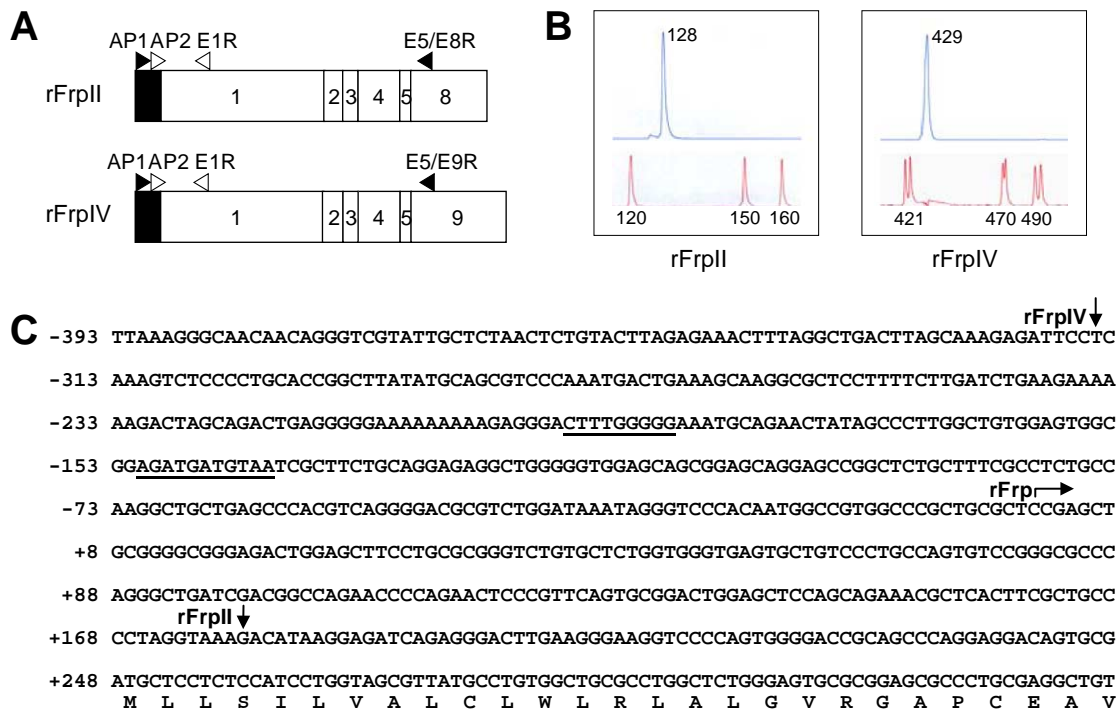 A
AP1 AP2 E1R E5/E8R
rFrpII 1 2 3 4 5 8
AP1 AP2 E1R E5/E9R
rFrpIV 1 2 3 4 5 9
B
128
120 150 160
rFrpII
429
421 470 490
rFrpIV
C
rFrpIV
-393 TTAAAGGGCAACAACAGGGTCGTATTGCTCTAACTCTGTACTTAGAGAAACTTTAGGCTGACTTAGCAAAGAGATTCCTC
-313 AAAGTCTCCCCTGCACCGGCTTATATGCAGCGTCCCAAATGACTGAAAGCAAGGCGCTCCTTTTCTTGATCTGAAGAAAA
-233 AAGACTAGCAGACTGAGGGGGAAAAAAAAAGAGGGACTTTGGGGGAAATGCAGAACTATAGCCCTTGGCTGTGGAGTGGC
-153 GGAGATGATGTAATCGCTTCTGCAGGAGAGGCTGGGGGTGGAGCAGCGGAGCAGGAGCCGGCTCTGCTTTCGCCTCTGCC
rFrp
-73 AAGGCTGCTGAGCCCACGTCAGGGGACGCGTCTGGATAAATAGGGTCCCACAATGGCCGTGGCCCGCTGCGCTCCGAGCT
+8 GCGGGGCGGGAGACTGGAGCTTCCTGCGCGGGTCTGTGCTCTGGTGGGTGAGTGCTGTCCCTGCCAGTGTCCGGGCGCCC
+88 AGGGCTGATCGACGGCCAGAACCCCAGAACTCCCGTTCAGTGCGGACTGGAGCTCCAGCAGAAACGCTCACTTCGCTGCC
rFrpII
+168 CCTAGGTAAAGACATAAGGAGATCAGAGGGACTTGAAGGGAAGGTCCCCAGTGGGGACCGCAGCCCAGGAGGACAGTGCG
+248 ATGCTCCTCTCCATCCTGGTAGCGTTATGCCTGTGGCTGCGCCTGGCTCTGGGAGTGCGCGGAGCGCCCTGCGAGGCTGT
M L L S I L V A L C L W L R L A L G V R G A P C E A V